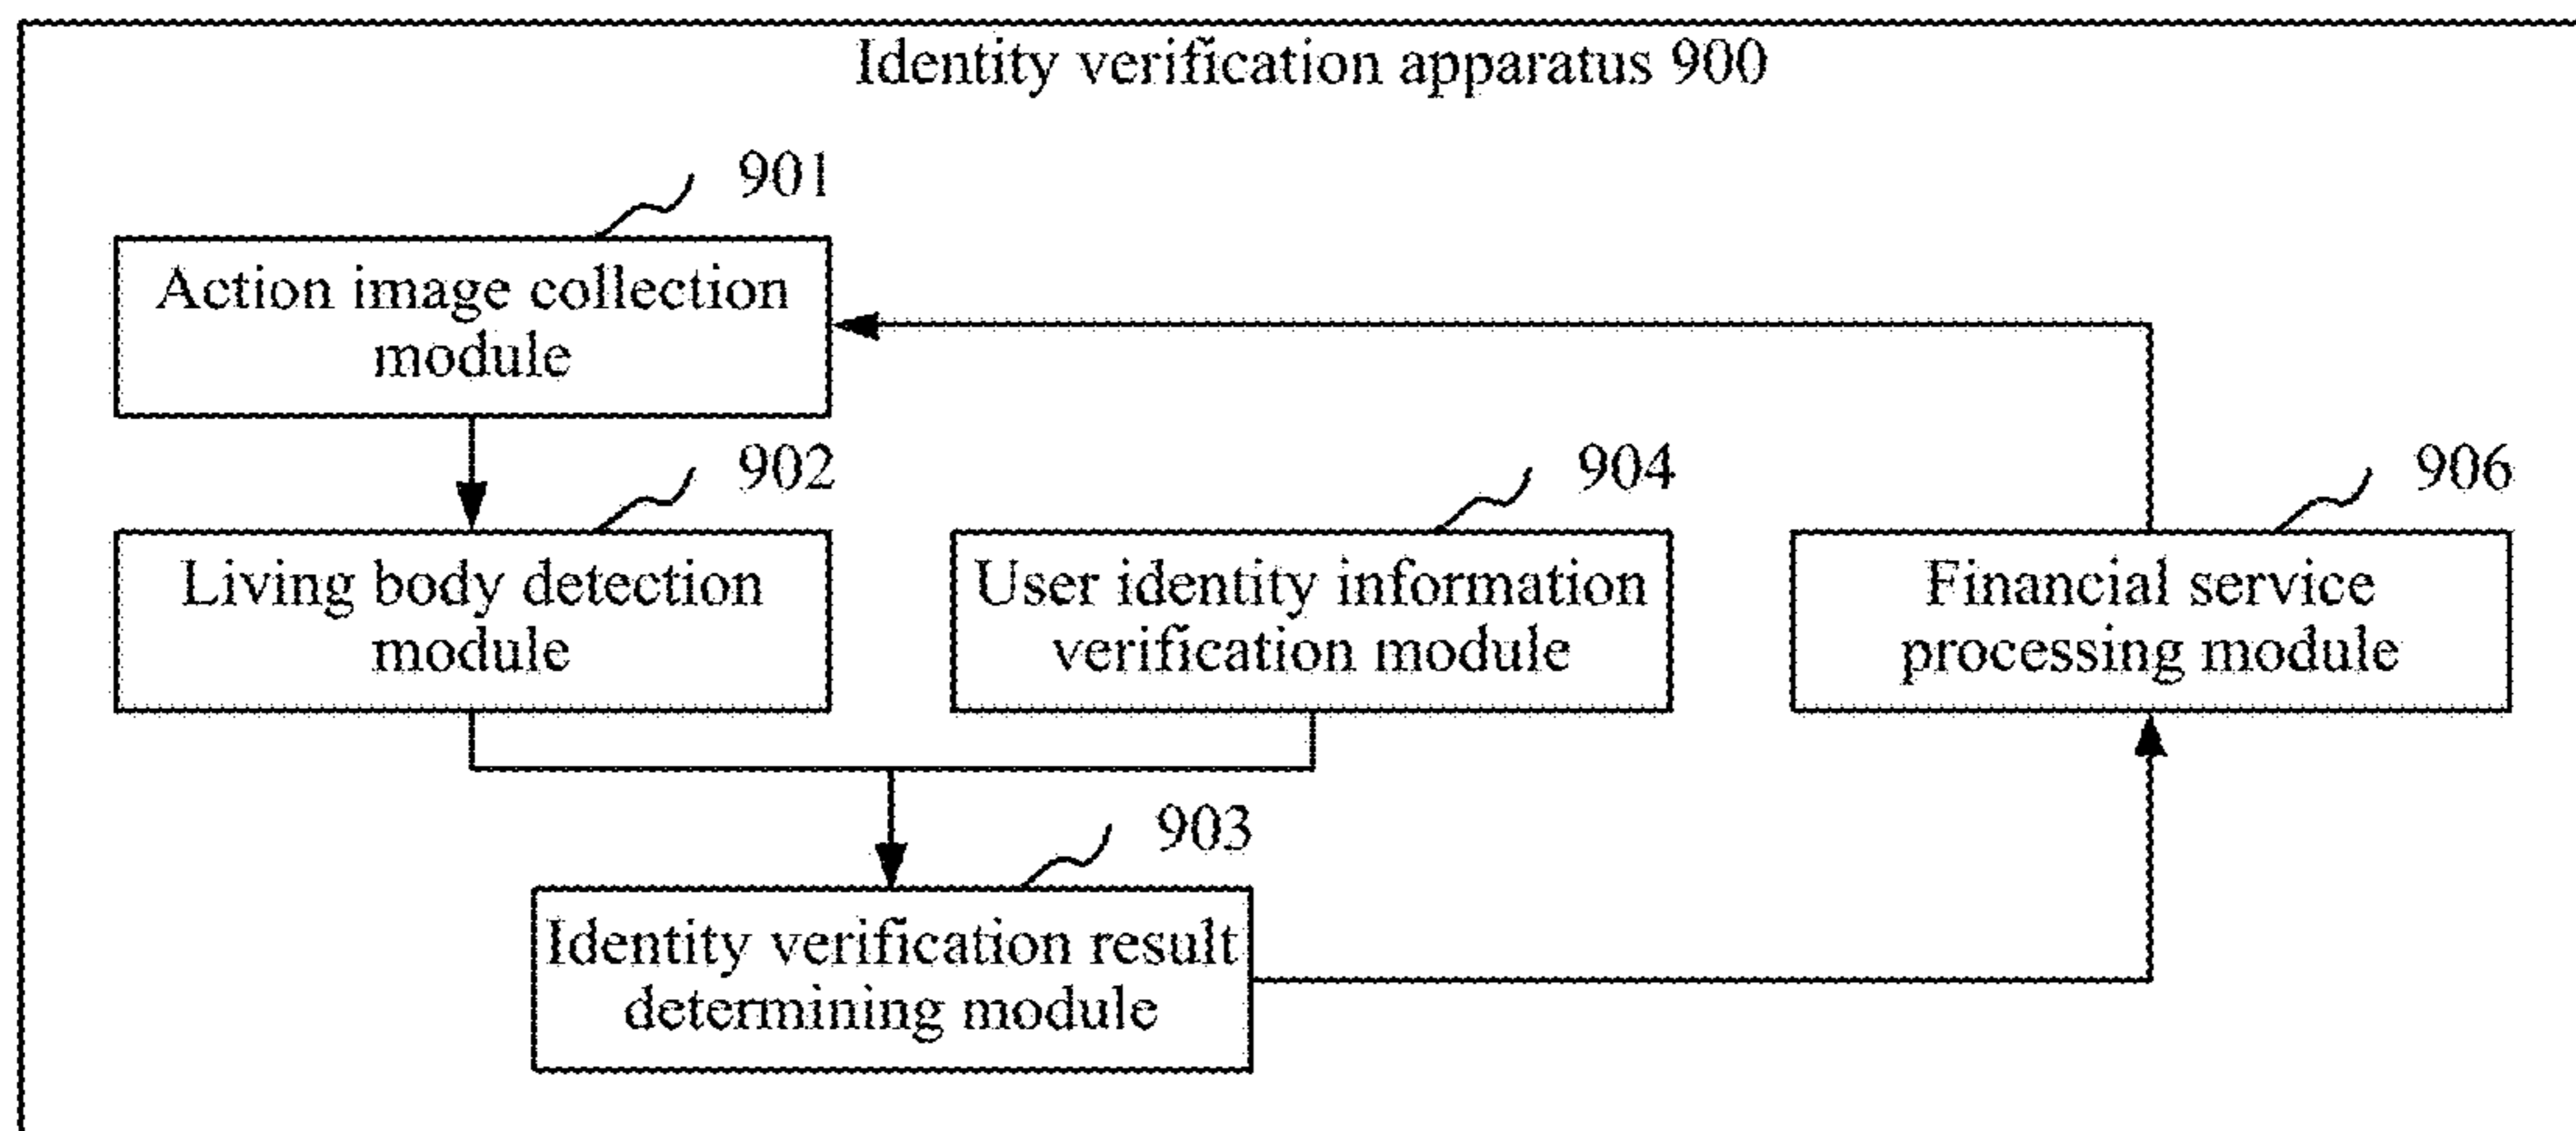 Identity verification apparatus 900
901
Action image collection
module
902
Living body detection
module
904
User identity information
verification module
906
Financial service
processing module
903
Identity verification result
determining module